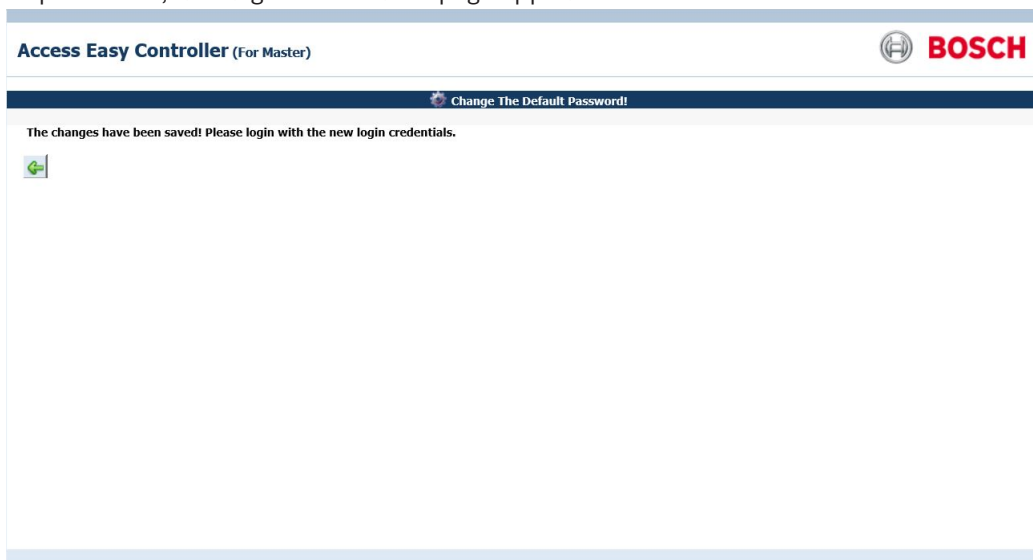 Access Easy Controller (For Master)
BOSCH
Change The Default Password!
The changes have been saved! Please login with the new login credentials.